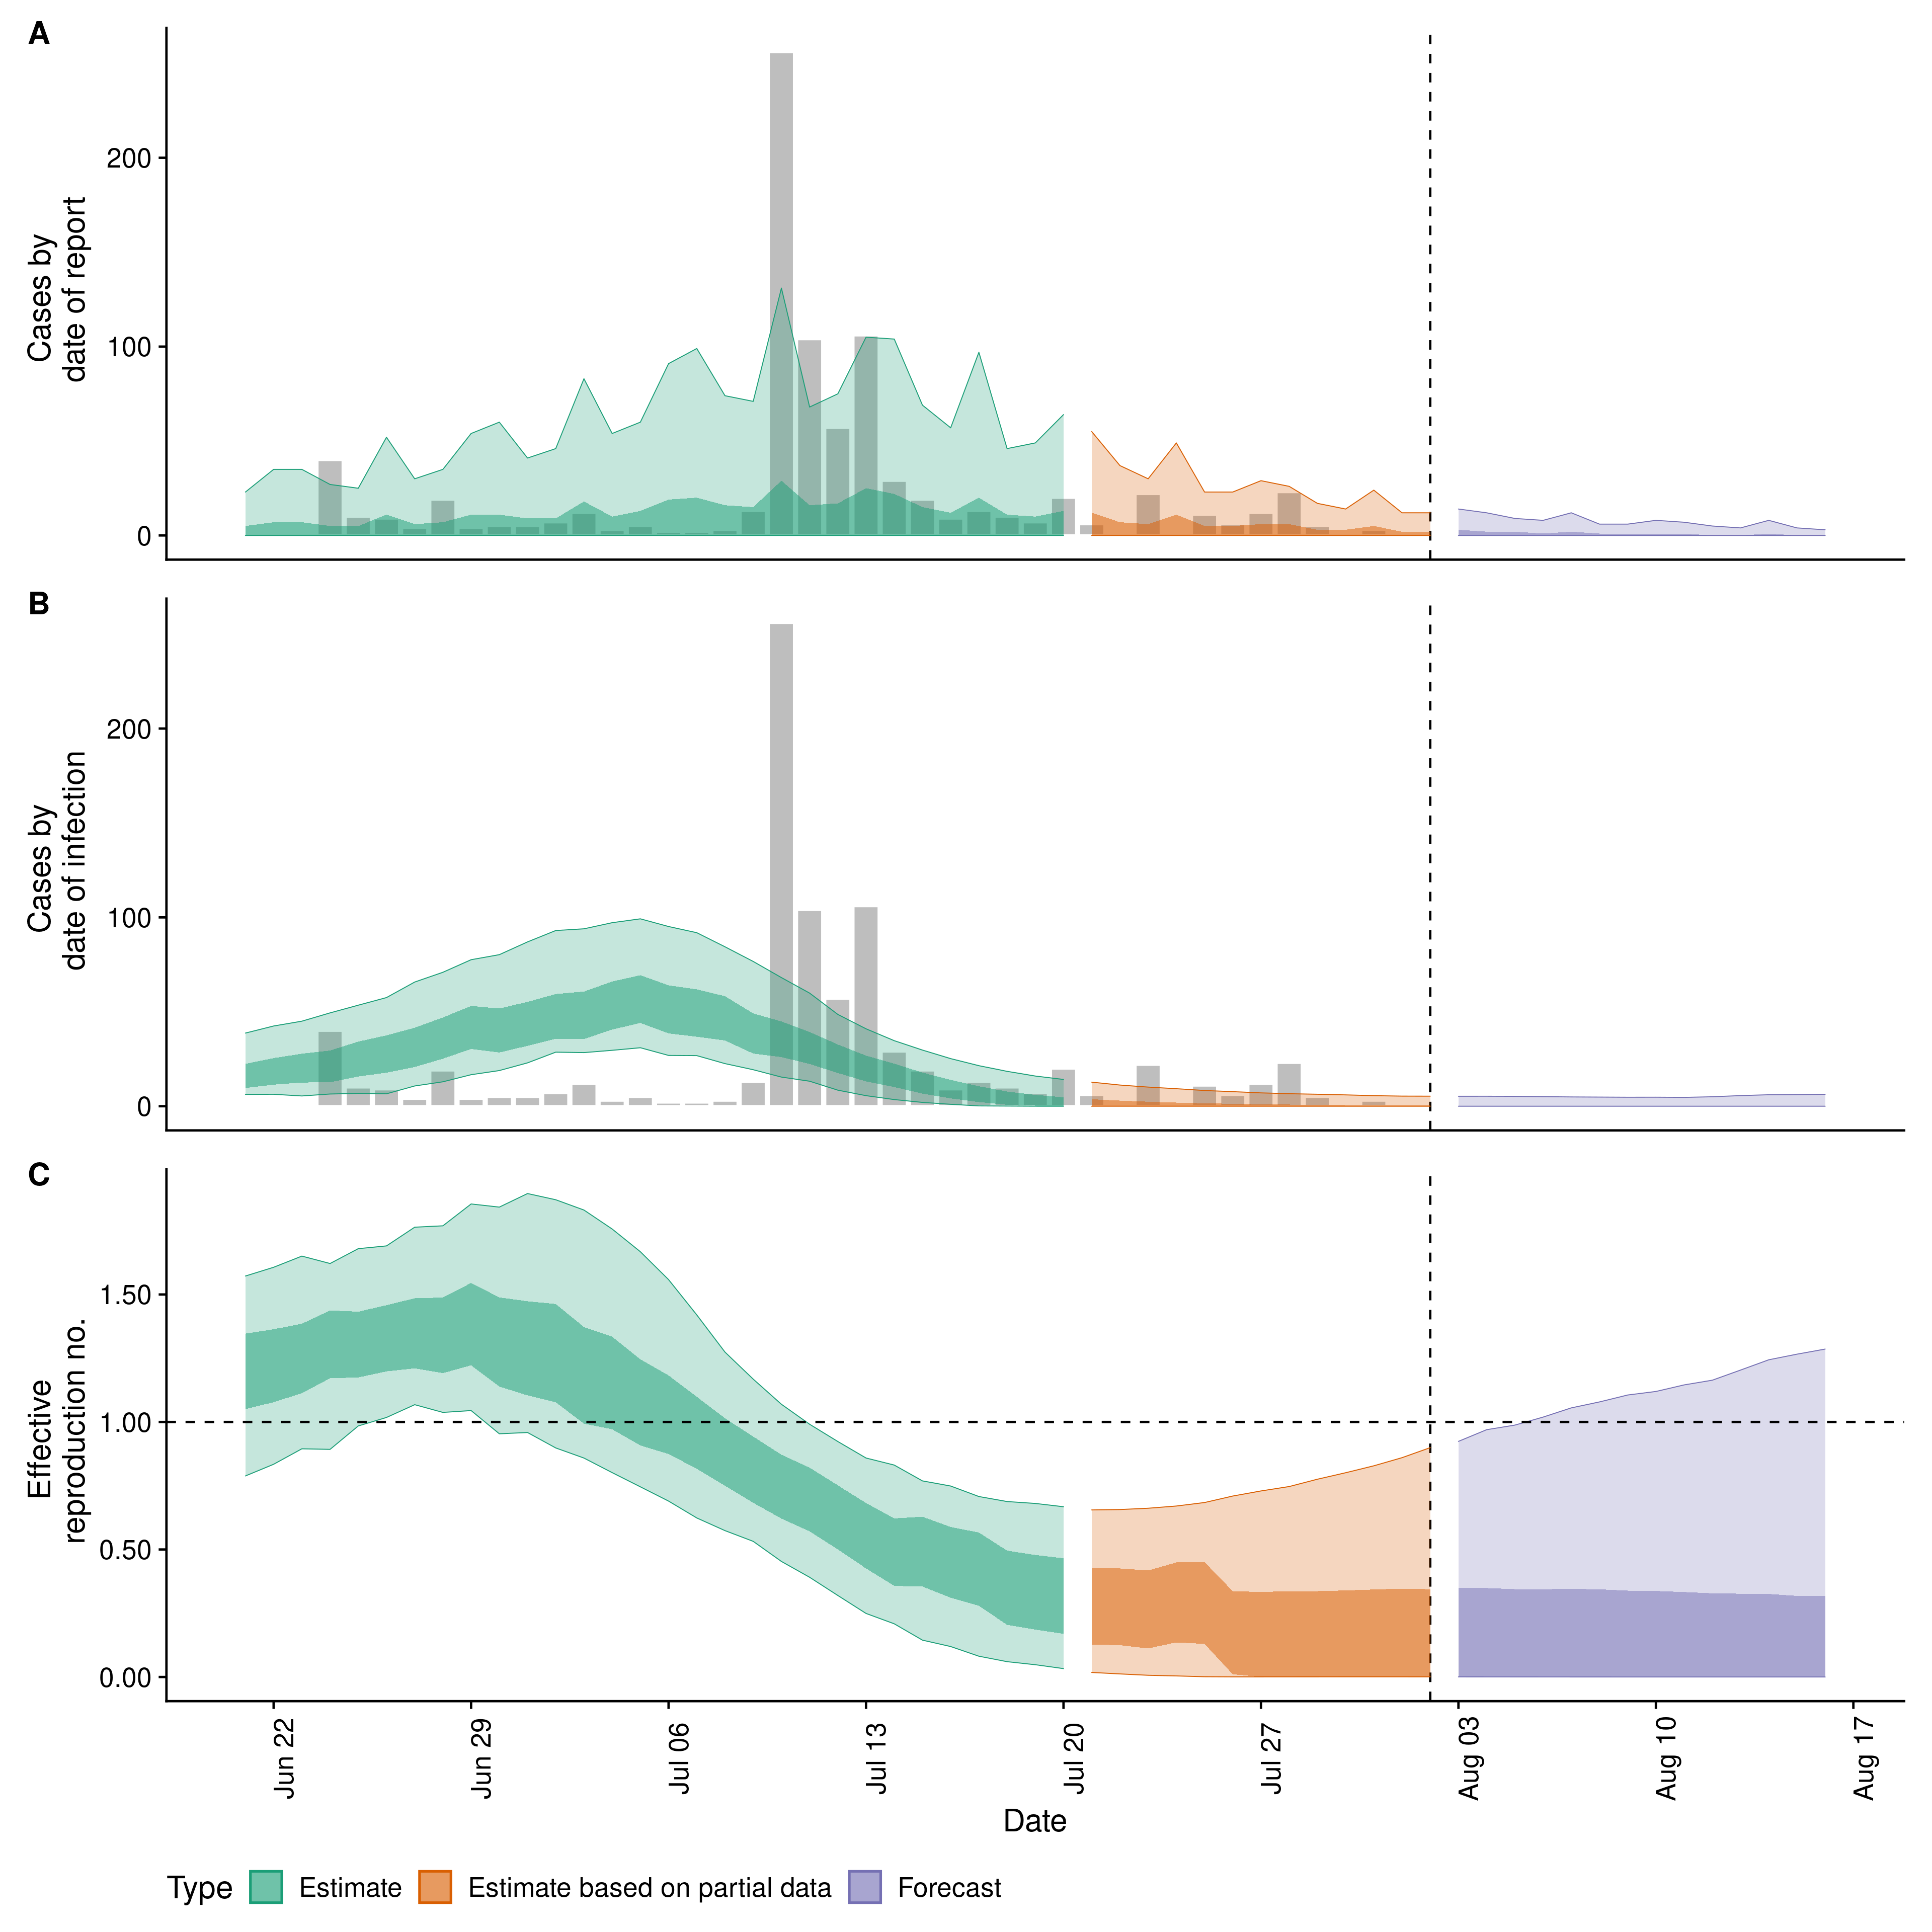 A
Cases by
date of report
200
100
0
B
Cases by
date of infection
200
100
0
C
Effective
reproduction no.
1.50
1.00
0.50
0.00
Jun 22
Jun 29
Jul 06
Jul 13
Jul 20
Jul 27
Aug 03
Aug 10
Aug 17
Date
Type Estimate Estimate based on partial data Forecast